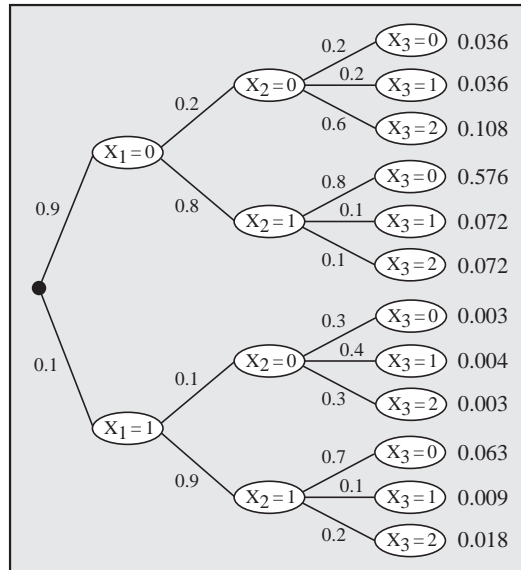 0.2 X3=0 0.036
X2=0 0.2 X3=1 0.036
0.2 0.6 X3=2 0.108
X1=0
0.8 X3=0 0.576
0.9 0.8 X2=1 0.1 X3=1 0.072
0.1 X3=2 0.072
0.3 X3=0 0.003
0.1 0.1 X2=0 0.4 X3=1 0.004
0.3 X3=2 0.003
X1=1
0.7 X3=0 0.063
0.9 X2=1 0.1 X3=1 0.009
0.2 X3=2 0.018